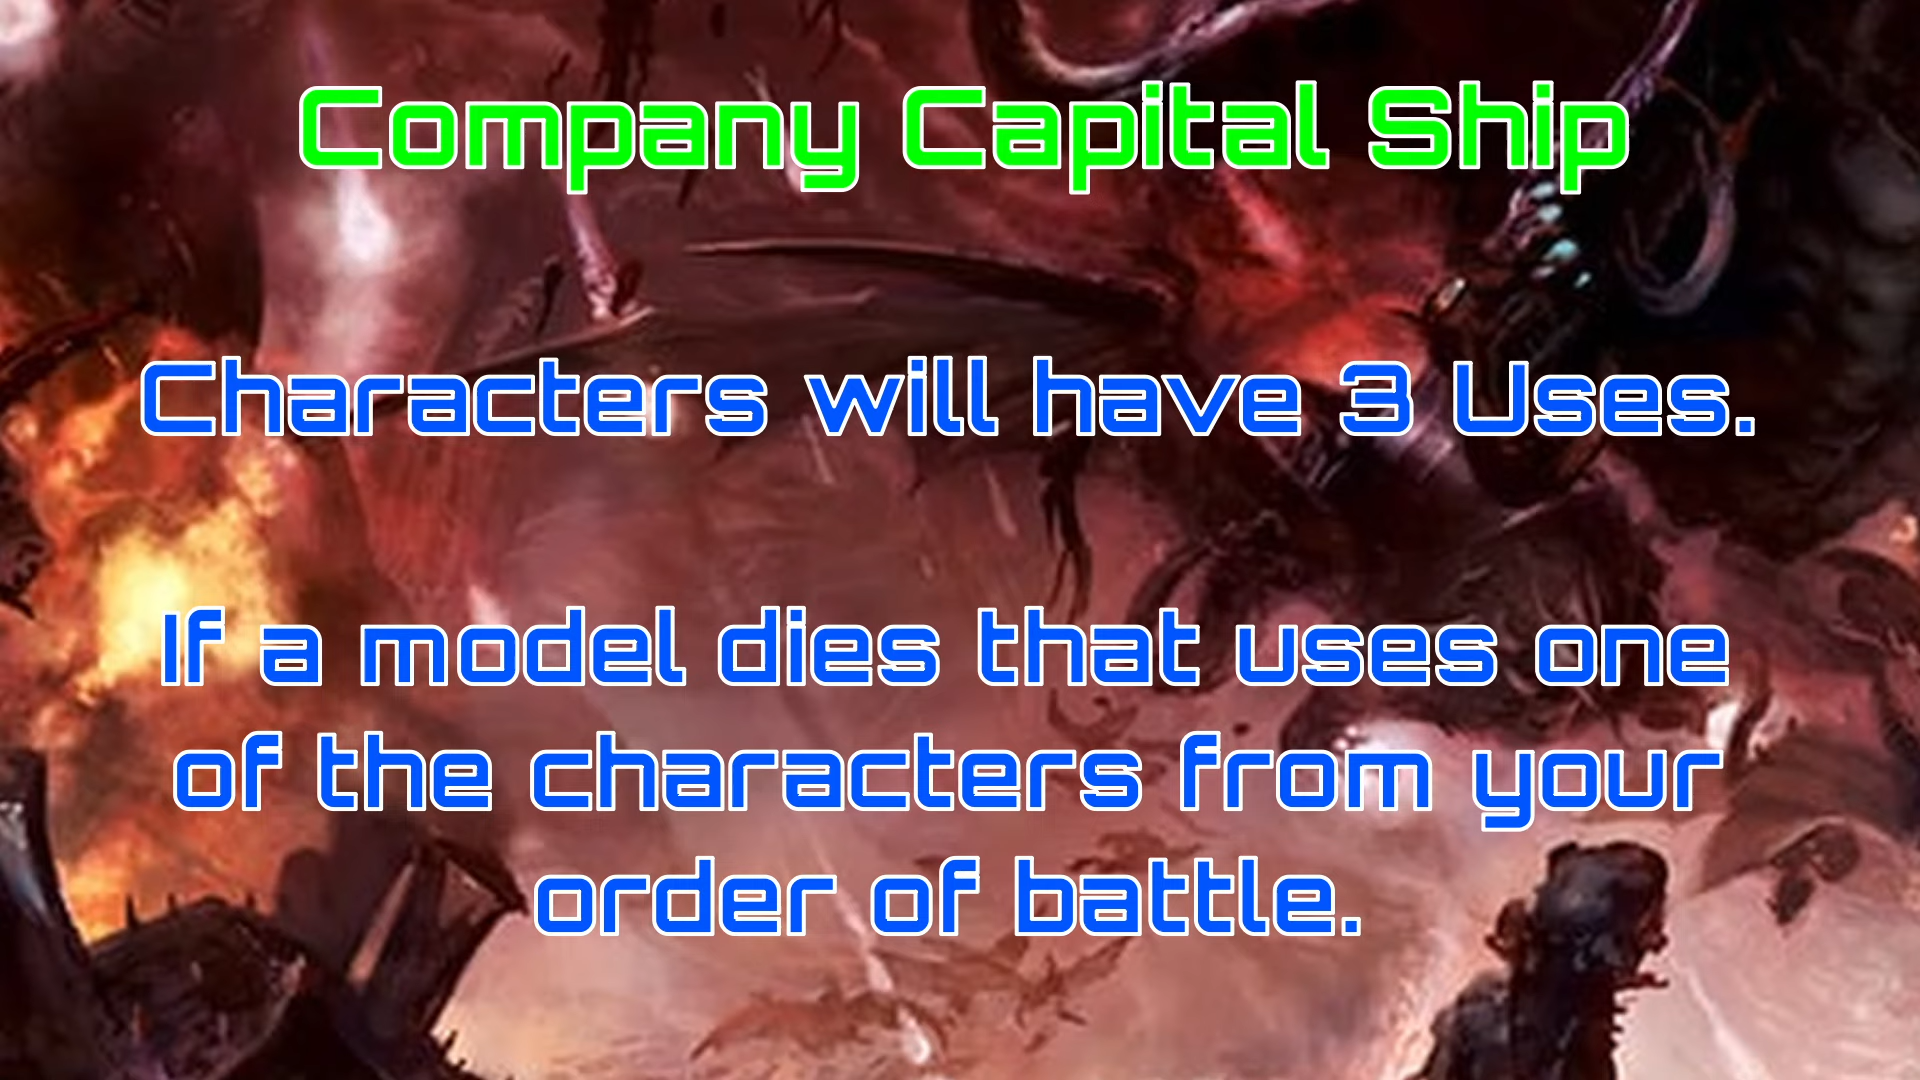 Company Capital Ship
Characters will have 3 Uses.
If a model dies that uses one
of the characters from your
order of battle.